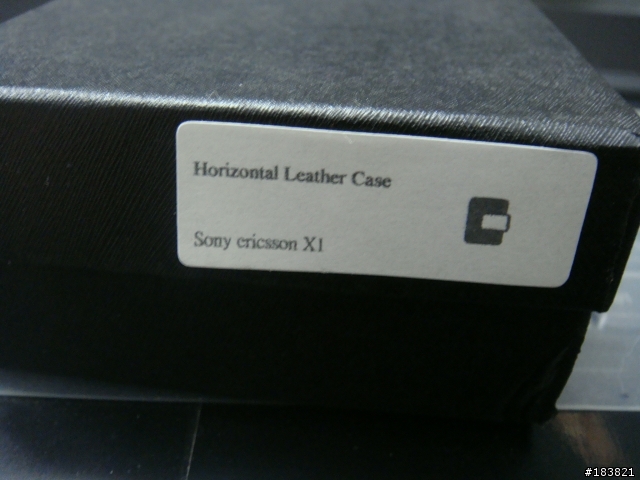 Horizontal Leather Case
Sony ericsson X1
#183821